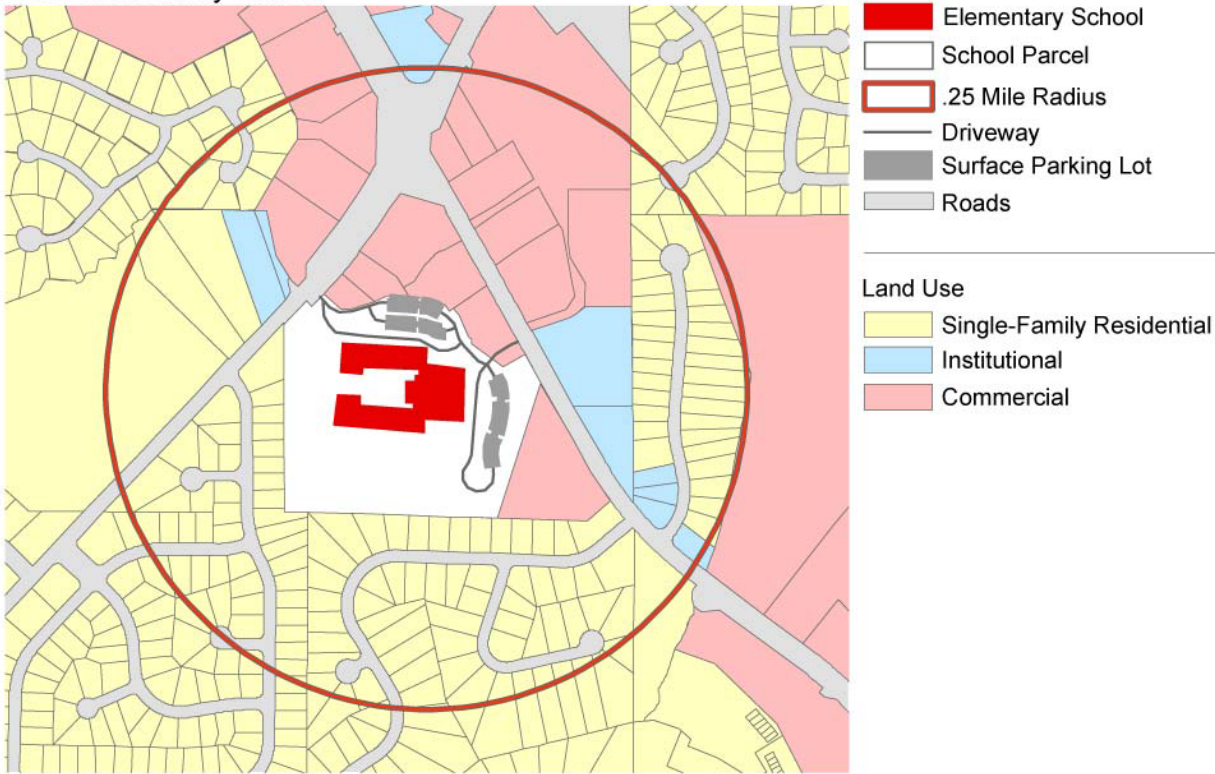 Elementary School
School Parcel
.25 Mile Radius
Driveway
Surface Parking Lot
Roads
Land Use
Single-Family Residential
Institutional
Commercial